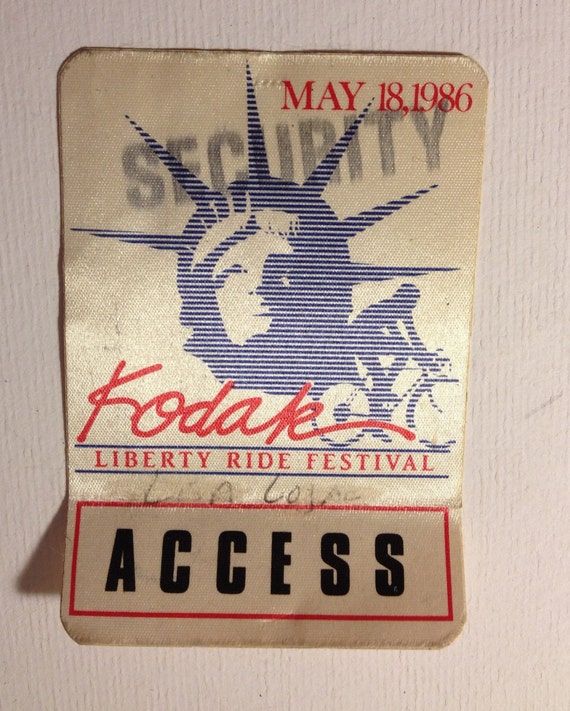 MAY 18, 1986
SECURITY
Kodak
LIBERTY RIDE FESTIVAL
ACCESS